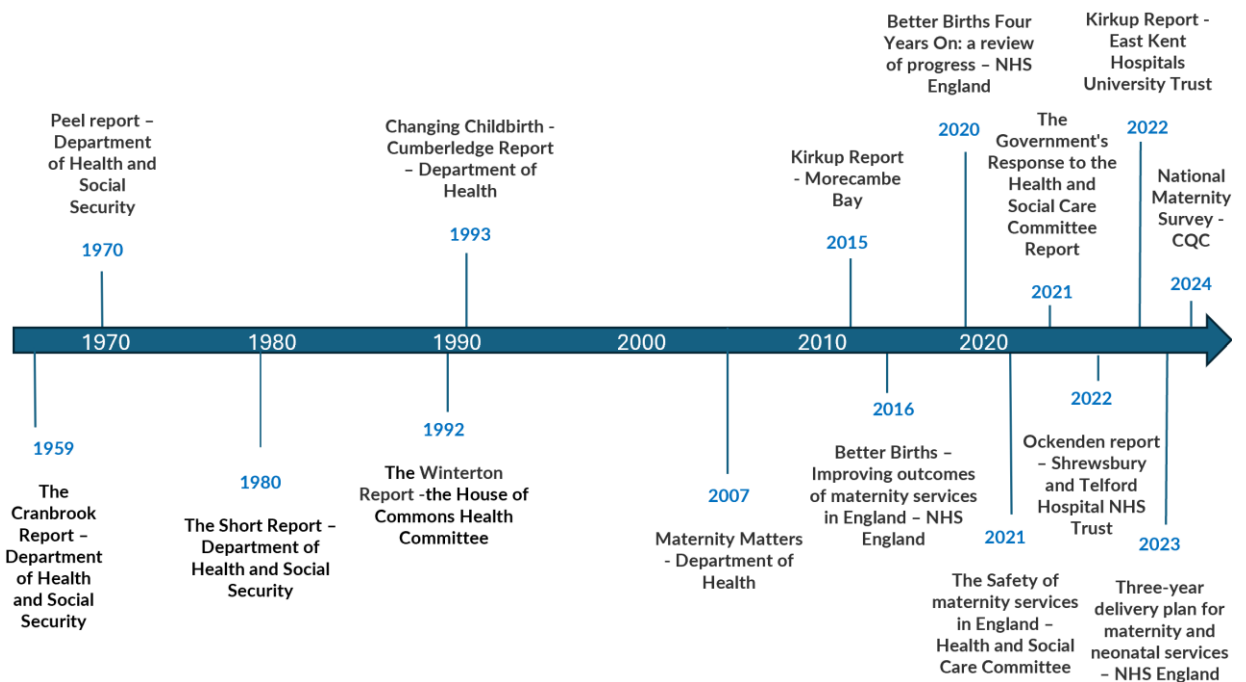 Peel report –
Department
of Health and
Social
Security
1970
Changing Childbirth -
Cumberledge Report
– Department of
Health
1993
Kirkup Report
- Morecambe
Bay
2015
Better Births Four
Years On: a review
of progress – NHS
England
2020
The
Government's
Response to the
Health and
Social Care
Committee
Report
2021
Kirkup Report -
East Kent
Hospitals
University Trust
2022
National
Maternity
Survey -
CQC
2024
1970
1980
1990
2000
2010
2020
1959
The
Cranbrook
Report –
Department
of Health
and Social
Security
1980
The Short Report –
Department of
Health and Social
Security
1992
The Winterton
Report -the House of
Commons Health
Committee
2007
Maternity Matters
- Department of
Health
2016
Better Births –
Improving outcomes
of maternity services
in England – NHS
England
2021
The Safety of
maternity services
in England –
Health and Social
Care Committee
2022
Ockenden report
– Shrewsbury
and Telford
Hospital NHS
Trust
2023
Three-year
delivery plan for
maternity and
neonatal services
– NHS England